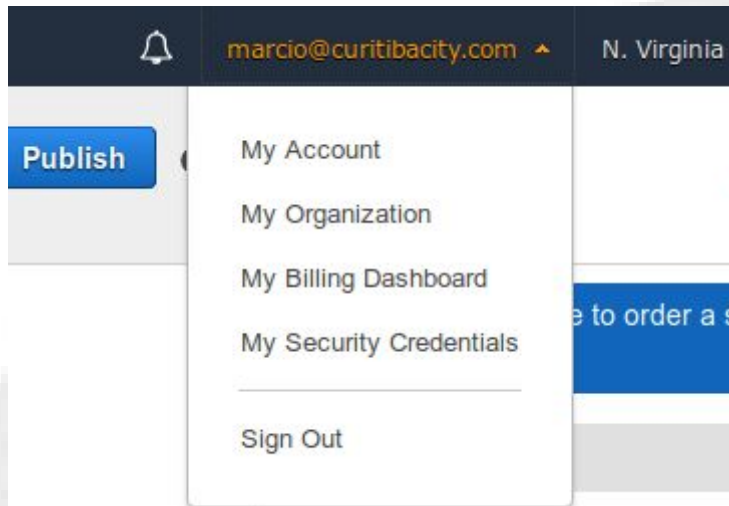 marcio@curitibacity.com N. Virginia
Publish
My Account
My Organization
My Billing Dashboard
e to order a s
My Security Credentials
Sign Out